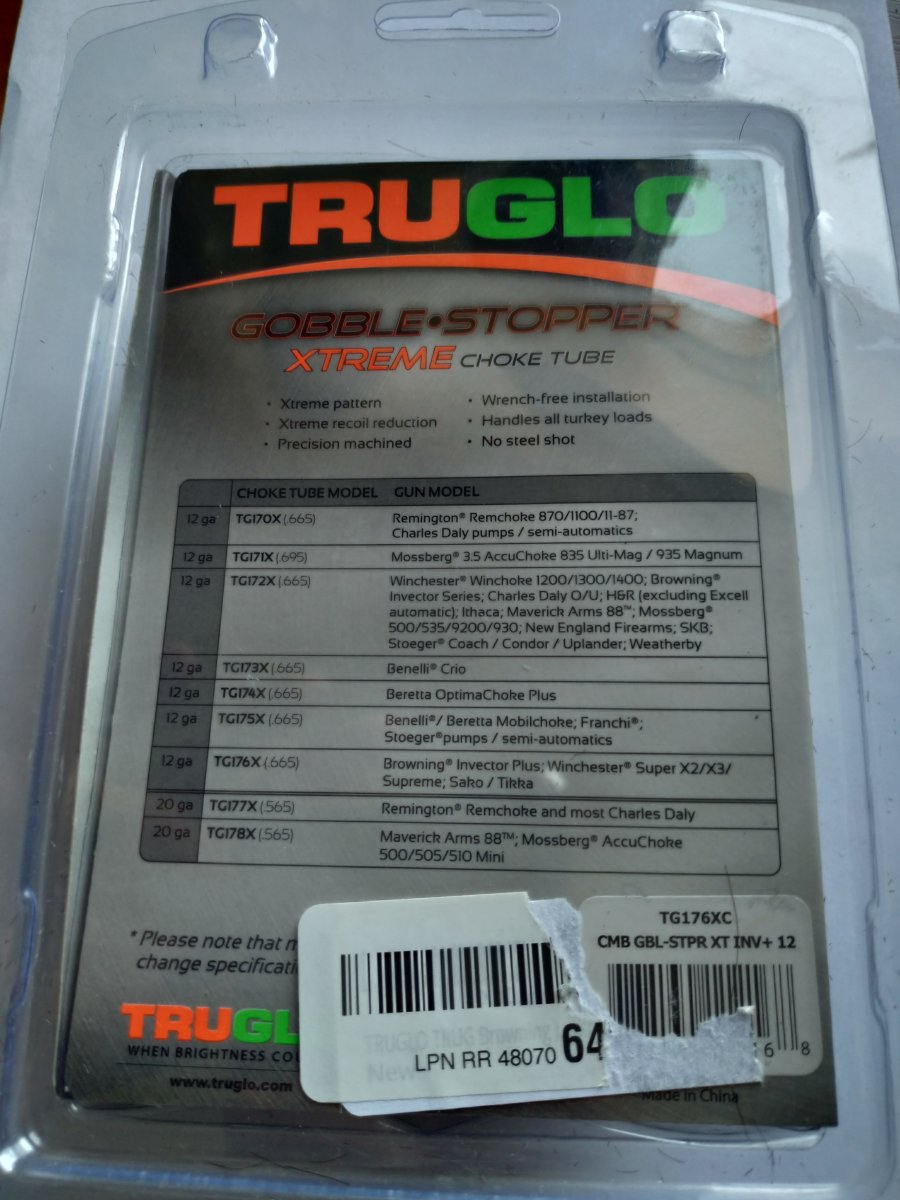 TRUGLO
GOBBLE•STOPPER
XTREME CHOKE TUBE
• Xtreme pattern
• Xtreme recoil reduction
• Precision machined
• Wrench-free installation
• Handles all turkey loads
• No steel shot
CHOKE TUBE MODEL GUN MODEL
12 ga TG170X (.665) Remington® Remchoke 870/1100/11-87;
Charles Daly pumps / semi-automatics
12 ga TG171X (.695) Mossberg® 3.5 AccuChoke 835 Ulti-Mag / 935 Magnum
12 ga TG172X (.665) Winchester® Winchoke 1200/1300/1400; Browning®
Invector Series; Charles Daly O/U; H&R (excluding Excell
automatic); Ithaca; Maverick Arms 88™; Mossberg®
500/535/9200/930; New England Firearms; SKB;
Stoeger® Coach / Condor / Uplander; Weatherby
12 ga TG173X (.665) Benelli® Crio
12 ga TG174X (.665) Beretta OptimaChoke Plus
12 ga TG175X (.665) Benelli®/ Beretta Mobilchoke; Franchi®;
Stoeger®pumps / semi-automatics
12 ga TG176X (.665) Browning® Invector Plus; Winchester® Super X2/X3/
Supreme; Sako / Tikka
20 ga TG177X (.565) Remington® Remchoke and most Charles Daly
20 ga TG178X (.565) Maverick Arms 88™; Mossberg® AccuChoke
500/505/510 Mini
* Please note that
change
TRUGL
WHEN BRIGHTNESS
www.truglo.com
TRUGLO TRUG
New
LPN RR 48070 64
TG176XC
CMB GBL-STPR XT INV+ 12
6 8
Made in China